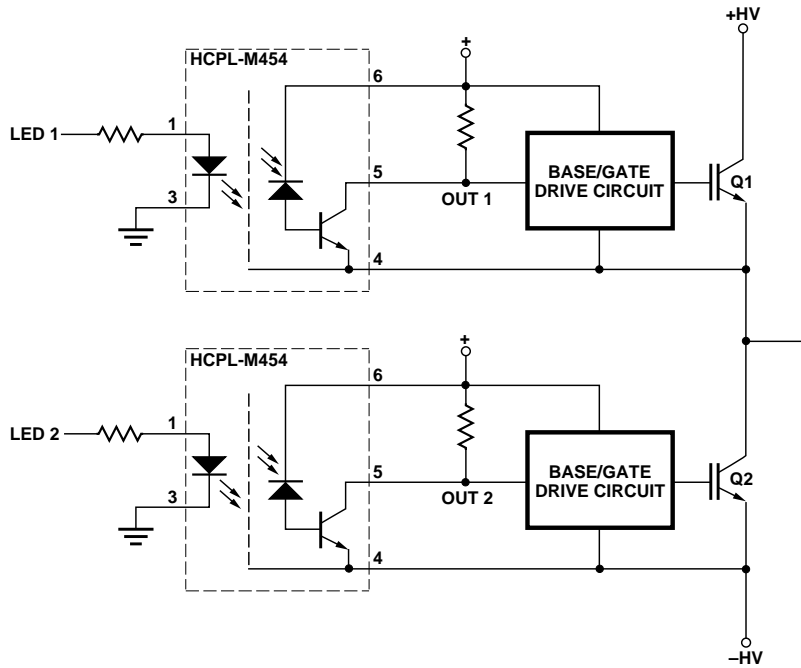 +HV
HCPL-M454
+
6
LED 1
1
BASE/GATE
DRIVE CIRCUIT
Q1
5
3
OUT 1
4
HCPL-M454
+
6
LED 2
1
BASE/GATE
DRIVE CIRCUIT
Q2
5
3
OUT 2
4
–HV